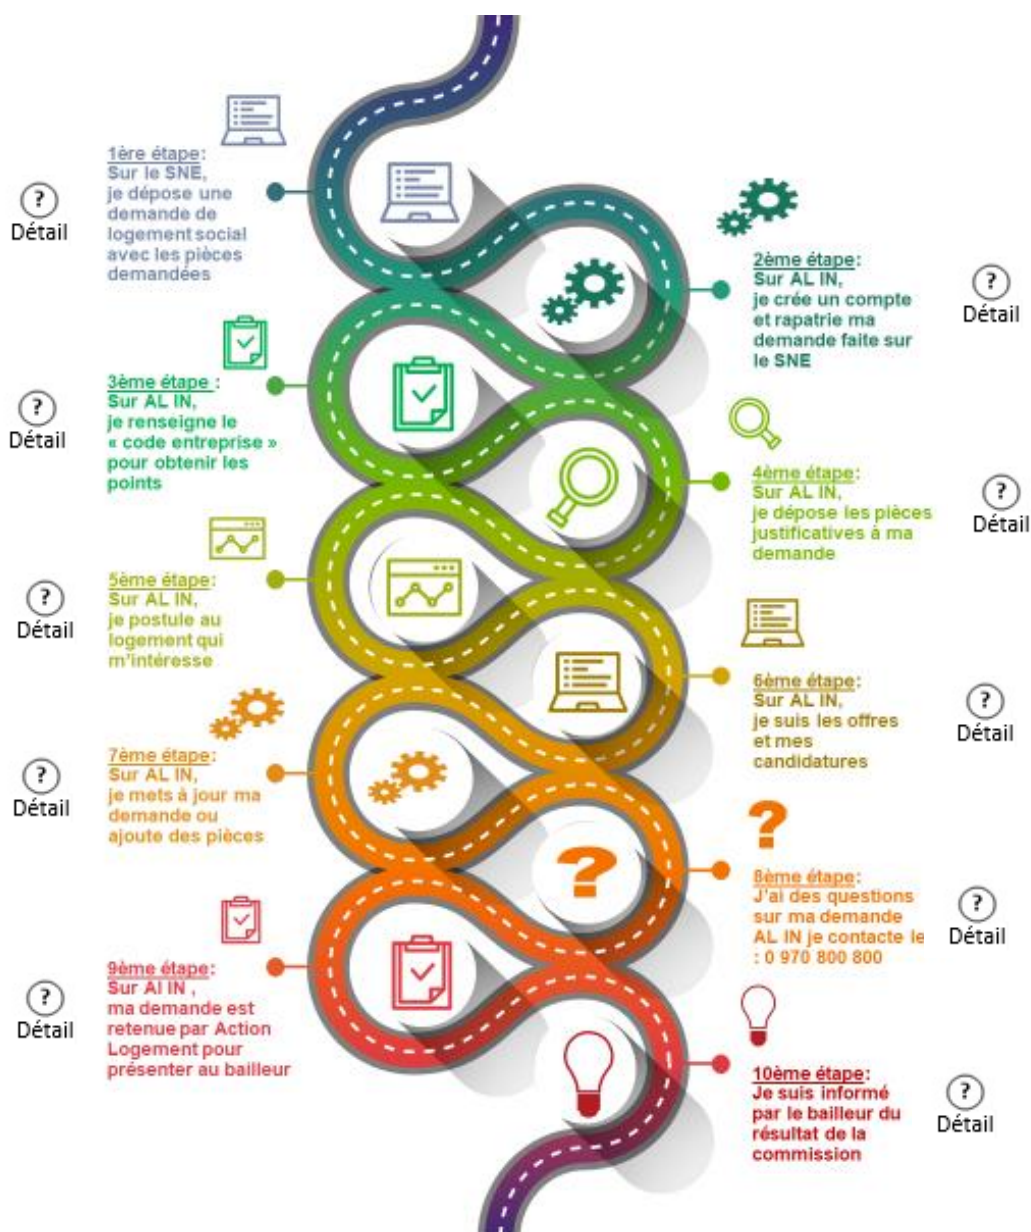 1ère étape:
Sur le SNE,
je dépose une
demande de
logement social
avec les pièces
demandées
?
Détail
2ème étape:
Sur AL IN,
je crée un compte
et rapatrie ma
demande faite sur
le SNE
?
Détail
3ème étape :
Sur AL IN,
je renseigne le
« code entreprise »
pour obtenir les
points
?
Détail
4ème étape:
Sur AL IN,
je dépose les pièces
justificatives à ma
demande
?
Détail
5ème étape:
Sur AL IN,
je postule au
logement qui
m'intéresse
?
Détail
6ème étape:
Sur AL IN,
je suis les offres
et mes
candidatures
?
Détail
7ème étape:
Sur AL IN,
je mets à jour ma
demande ou
ajoute des pièces
?
Détail
?
?
8ème étape:
J'ai des questions
sur ma demande
AL IN je contacte le
: 0 970 800 800
?
Détail
9ème étape:
Sur Al IN ,
ma demande est
retenue par Action
Logement pour
présenter au bailleur
?
Détail
10ème étape:
Je suis informé
par le bailleur du
résultat de la
commission
?
Détail